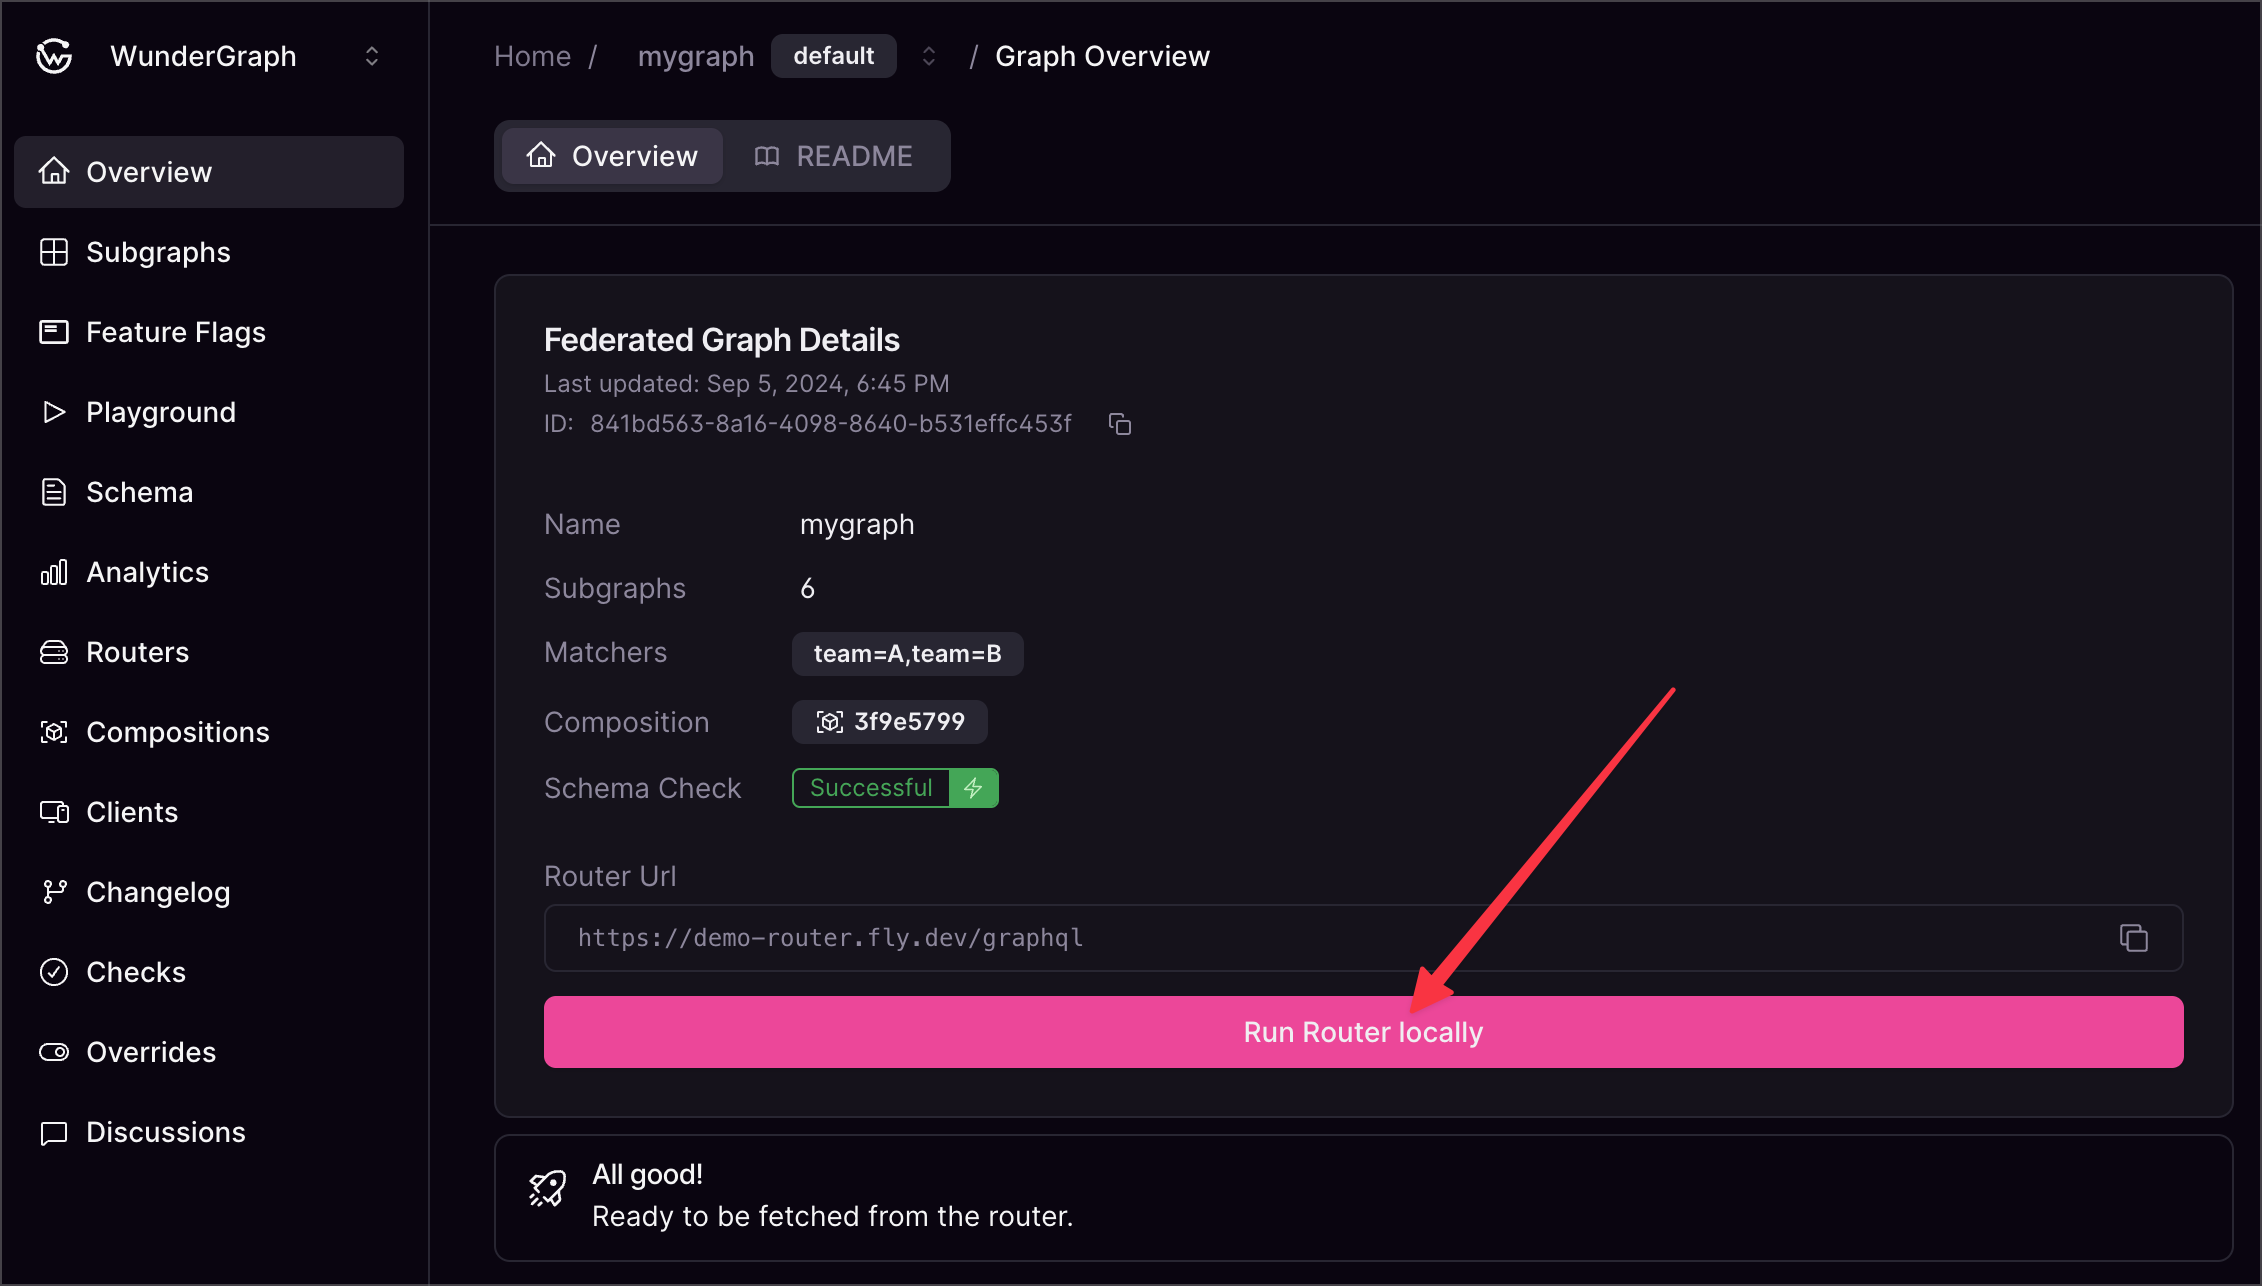 WunderGraph
Home / mygraph default / Graph Overview
Overview
Subgraphs
Feature Flags
Playground
Schema
Analytics
Routers
Compositions
Clients
Changelog
Checks
Overrides
Discussions
Overview README
Federated Graph Details
Last updated: Sep 5, 2024, 6:45 PM
ID: 841bd563-8a16-4098-8640-b531effc453f
Name mygraph
Subgraphs 6
Matchers team=A,team=B
Composition 3f9e5799
Schema Check Successful
Router Url
https://demo-router.fly.dev/graphql
Run Router locally
All good!
Ready to be fetched from the router.